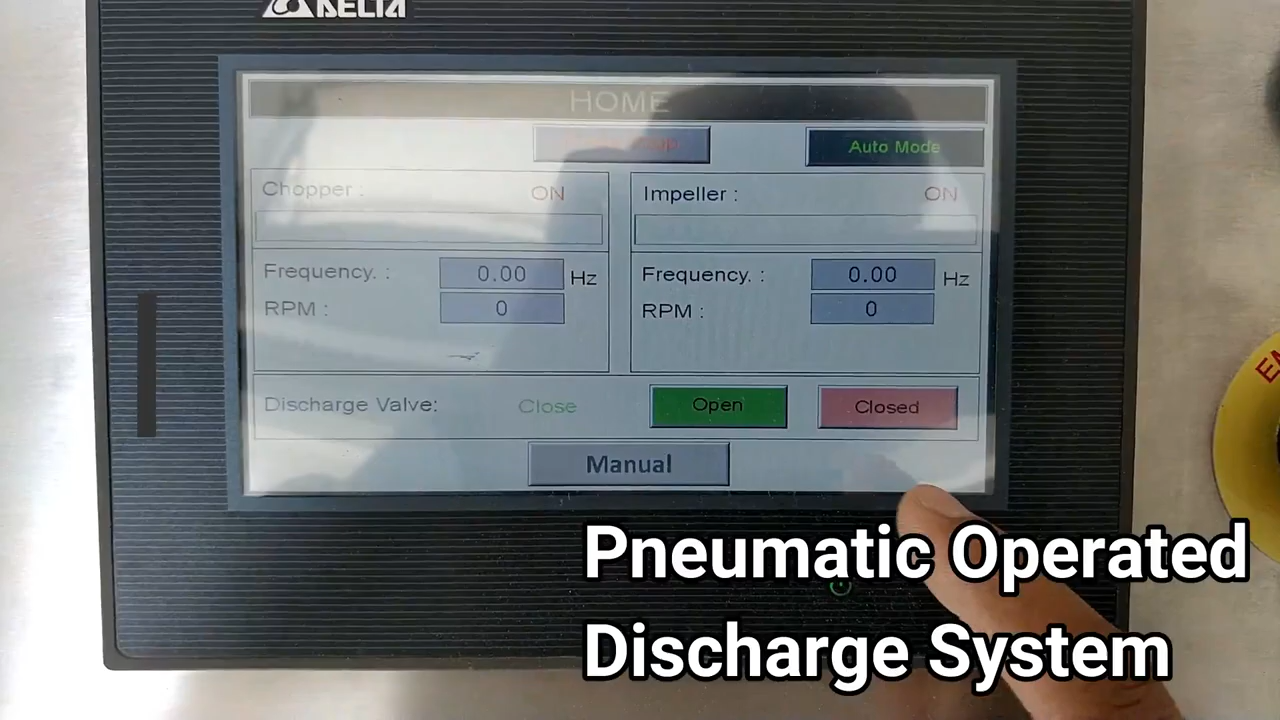 DELTA
HOME
Auto Mode
Chopper : ON
Impeller : ON
Frequency. : 0.00 Hz
RPM : 0
Frequency. : 0.00 Hz
RPM : 0
Discharge Valve: Close Open Closed
Manual
Pneumatic Operated
Discharge System